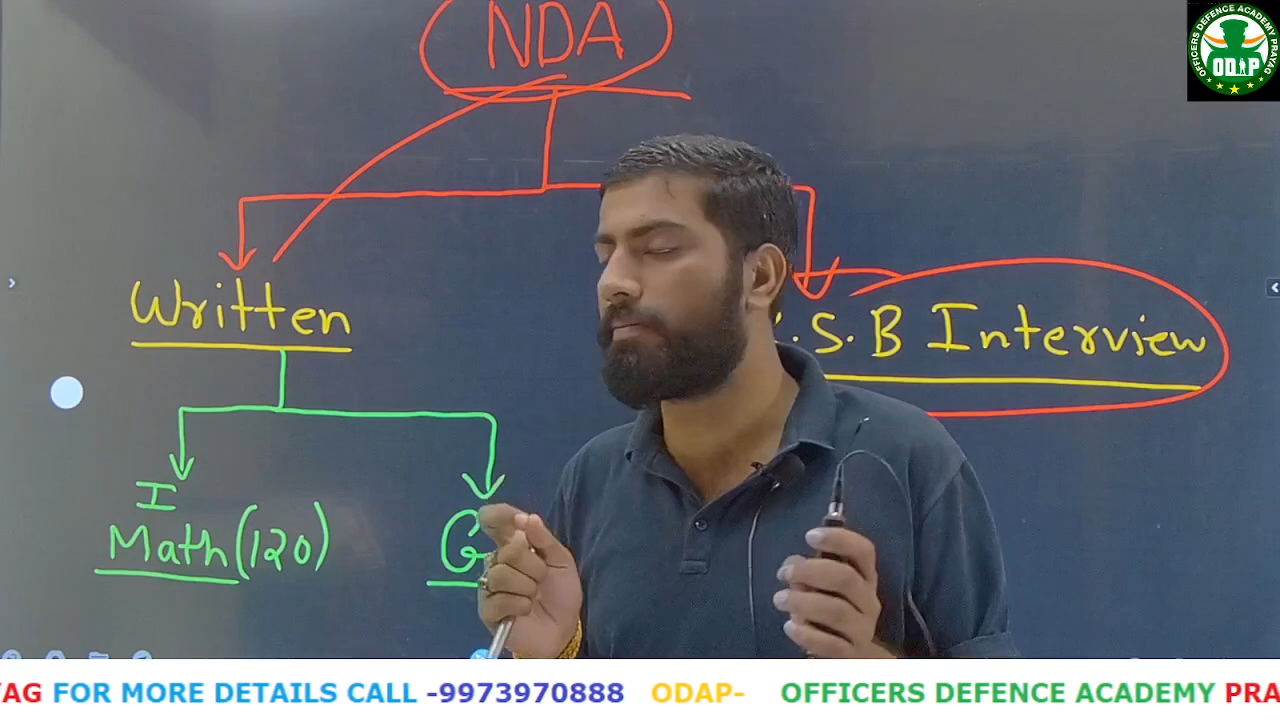 NDA
OFFICERS DEFENCE ACADEMY PRAYAG
ODAP
Written
.S.B Interview
I
Math (120)
G
YAG FOR MORE DETAILS CALL -9973970888 ODAP- OFFICERS DEFENCE ACADEMY PRA